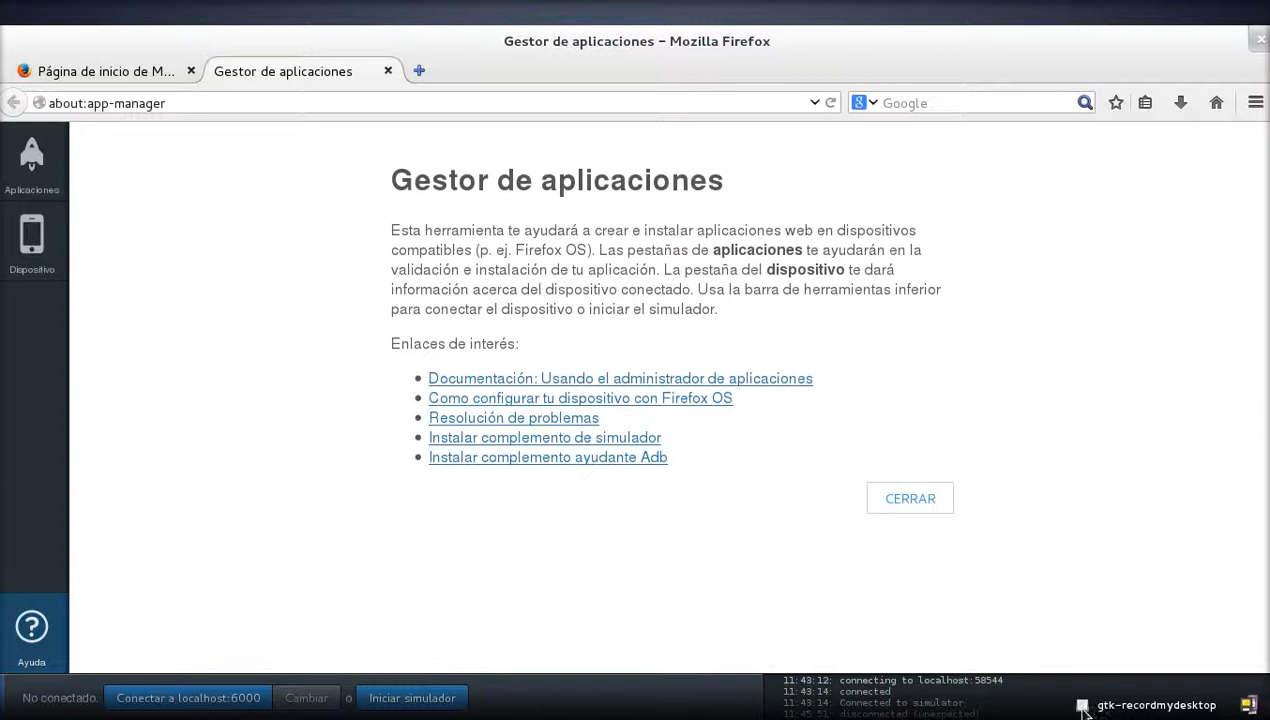 Gestor de aplicaciones - Mozilla Firefox
Página de inicio de M...
Gestor de aplicaciones
about:app-manager
Google
Aplicaciones
Dispositivo
Gestor de aplicaciones
Esta herramienta te ayudará a crear e instalar aplicaciones web en dispositivos
compatibles (p. ej. Firefox OS). Las pestañas de aplicaciones te ayudarán en la
validación e instalación de tu aplicación. La pestaña del dispositivo te dará
información acerca del dispositivo conectado. Usa la barra de herramientas inferior
para conectar el dispositivo o iniciar el simulador.
Enlaces de interés:
Documentación: Usando el administrador de aplicaciones
Como configurar tu dispositivo con Firefox OS
Resolución de problemas
Instalar complemento de simulador
Instalar complemento ayudante Adb
CERRAR
Ayuda
No conectado.
Conectar a localhost:6000
Cambiar
o
Iniciar simulador
11:43:12: connecting to localhost:58544
11:43:14: connected
11:43:14: Connected to simulator
11:45:51: disconnected (unexpected)
gtk-recordmydesktop